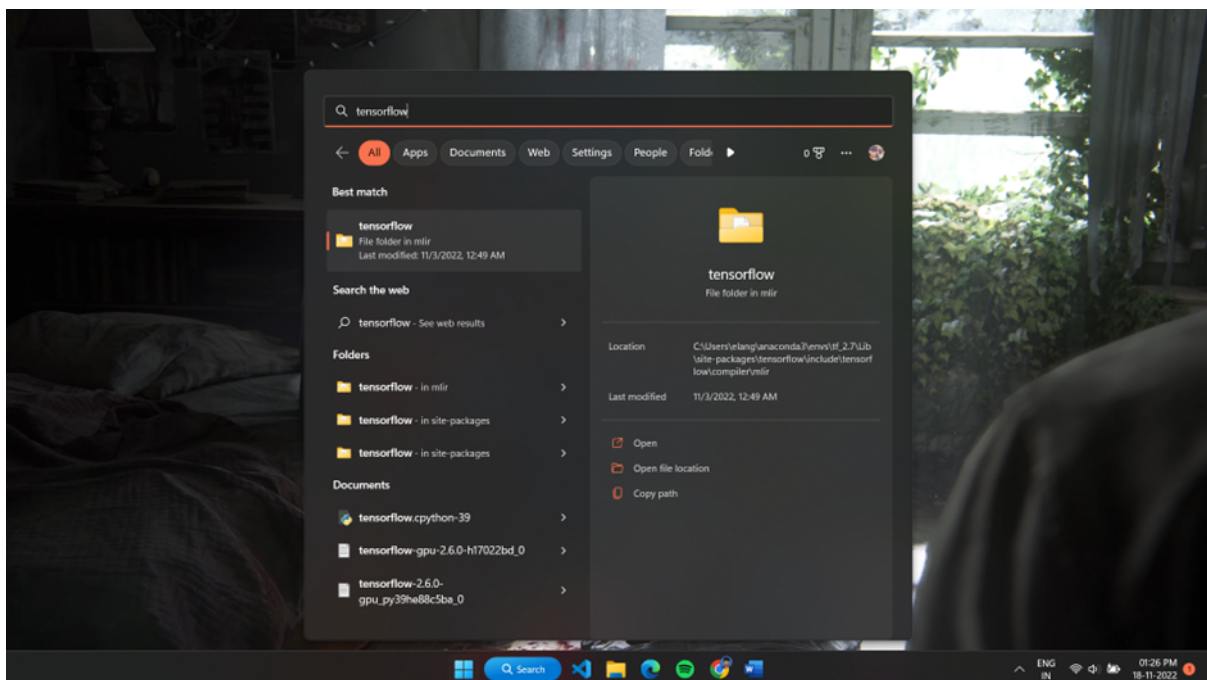 tensorflow
All Apps Documents Web Settings People Fold
0
Best match
tensorflow
File folder in mlir
Last modified: 11/3/2022, 12:49 AM
Search the web
tensorflow - See web results
Folders
tensorflow - in mlir
tensorflow - in site-packages
tensorflow - in site-packages
Documents
tensorflow.cpython-39
tensorflow-gpu-2.6.0-h17022bd_0
tensorflow-2.6.0-
gpu_py39he88c5ba_0
tensorflow
File folder in mlir
Location C:\Users\elang\anaconda3\envs\tf_2.7\Lib
\site-packages\tensorflow\include\tensorf
low\compiler\mlir
Last modified 11/3/2022, 12:49 AM
Open
Open file location
Copy path
Search
ENG
IN
01:26 PM
18-11-2022
1